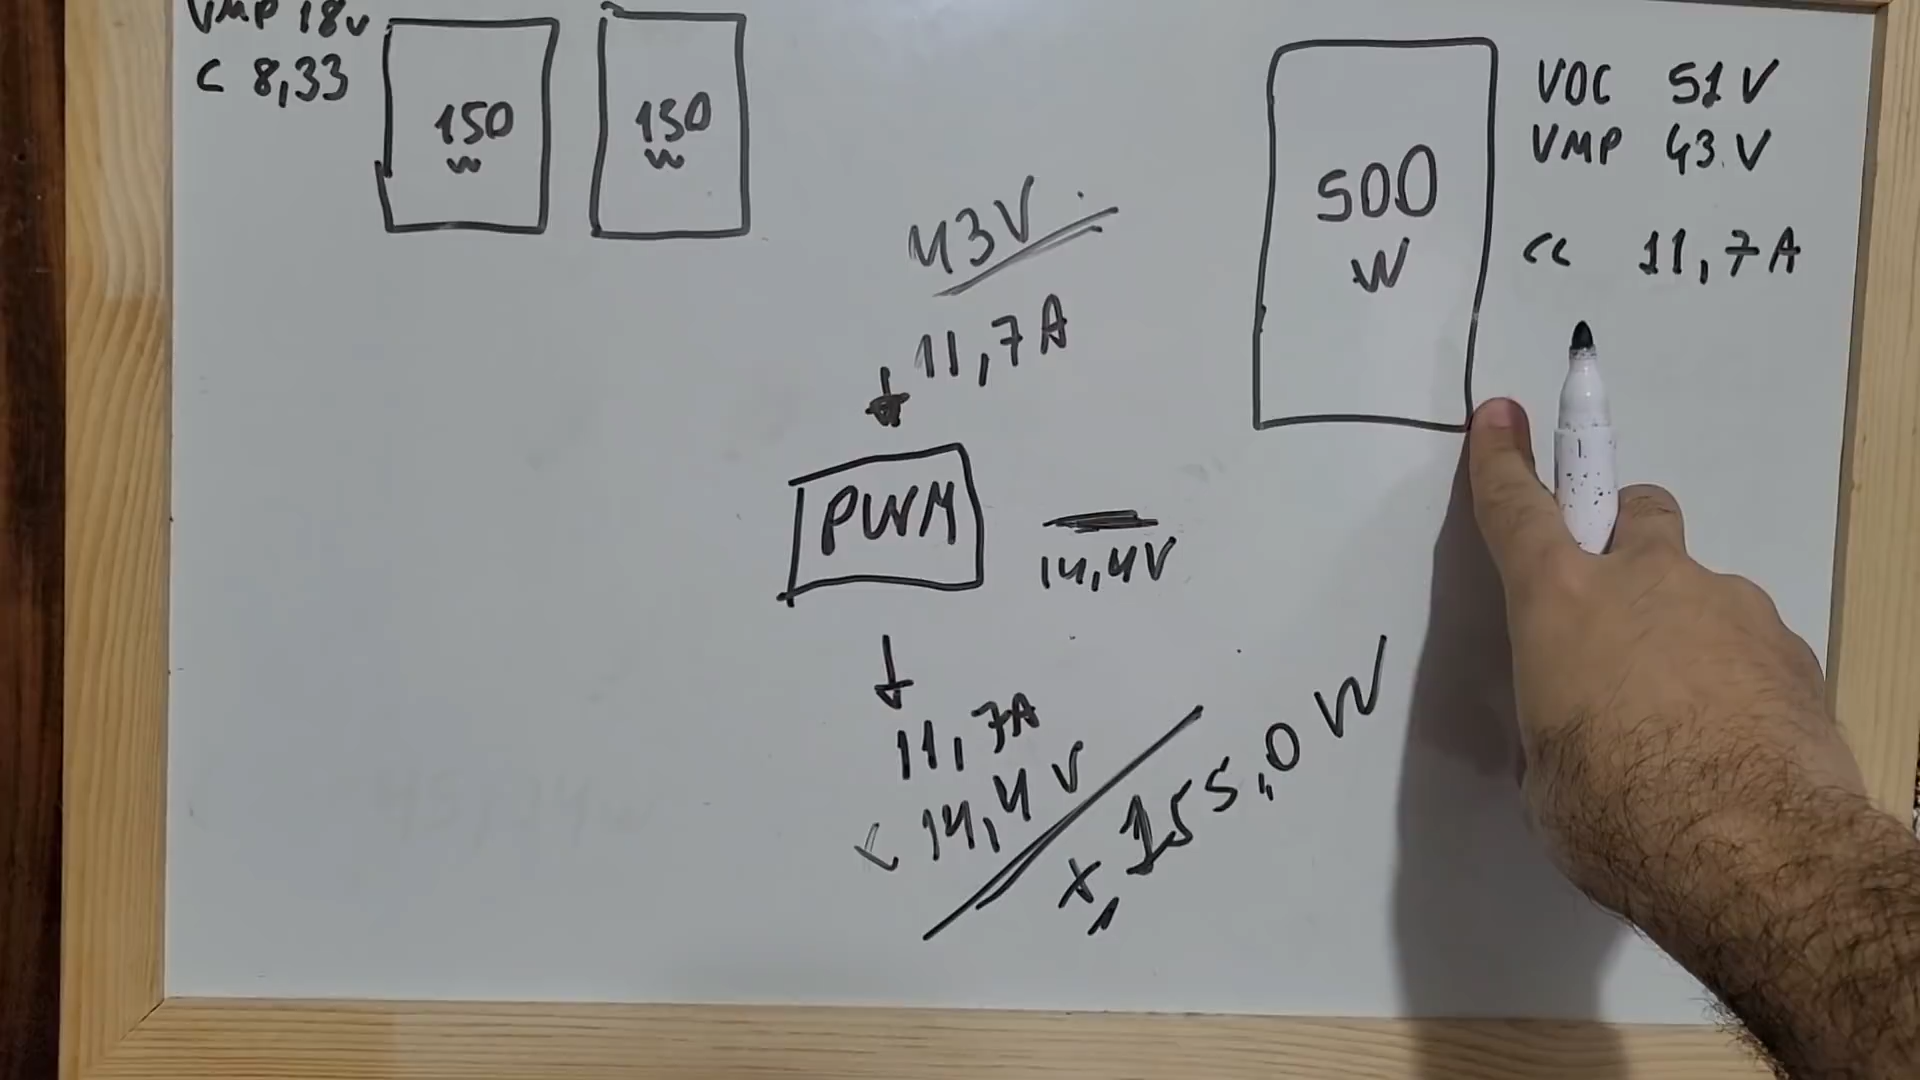 VMP 18v
C 8,33
150
W
150
W
500
W
VOC 51V
VMP 43.V
CC 11,7A
43V
11,7A
PWM
14,4V
11,7A
14,4V
155,0W